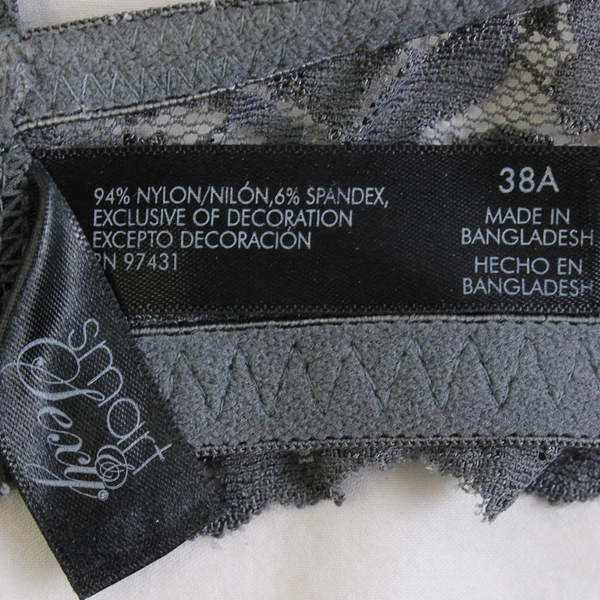 94% NYLON/NILÓN,6% SPANDEX,
EXCLUSIVE OF DECORATION
EXCEPTO DECORACIÓN
RN 97431
38A
MADE IN
BANGLADESH
HECHO EN
BANGLADESH
smart
Sexy®